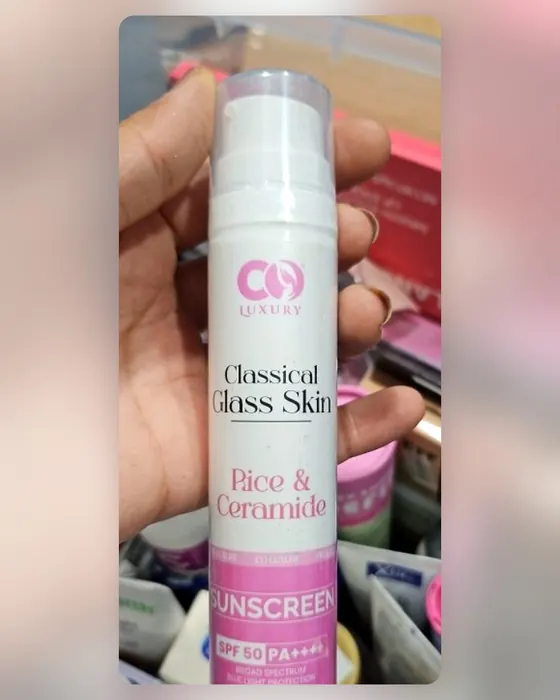 CO
LUXURY
Classical
Glass Skin
Rice &
Ceramide
SUNSCREEN
SPF 50 PA++++
BROAD SPECTRUM
BLUE LIGHT PROTECTION